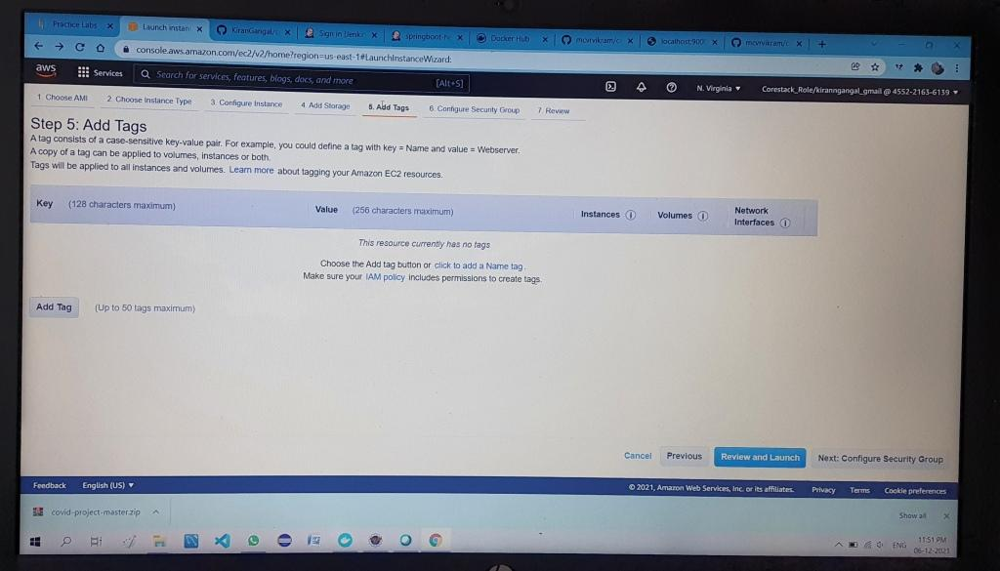 Practice Labs
Launch instan
KiranGangal/c
Sign in [Jenki
springboot-h
Docker Hub
mcvrvikram/c
localhost:900
mcvrvikram/c
console.aws.amazon.com/ec2/v2/home?region=us-east-1#LaunchInstanceWizard:
aws
Services
Search for services, features, blogs, docs, and more
[Alt+S]
N. Virginia
Corestack_Role/kiranngangal_gmail @ 4552-2163-6139
1. Choose AMI
2. Choose Instance Type
3. Configure Instance
4. Add Storage
5. Add Tags
6. Configure Security Group
7. Review
Step 5: Add Tags
A tag consists of a case-sensitive key-value pair. For example, you could define a tag with key = Name and value = Webserver.
A copy of a tag can be applied to volumes, instances or both.
Tags will be applied to all instances and volumes. Learn more about tagging your Amazon EC2 resources.
Key (128 characters maximum)
Value (256 characters maximum)
Instances
Volumes
Network
Interfaces
This resource currently has no tags
Choose the Add tag button or click to add a Name tag.
Make sure your IAM policy includes permissions to create tags.
Add Tag
(Up to 50 tags maximum)
Cancel
Previous
Review and Launch
Next: Configure Security Group
Feedback
English (US)
© 2021, Amazon Web Services, Inc. or its affiliates.
Privacy
Terms
Cookie preferences
covid-project-master.zip
Show all
ENG
11:51 PM
06-12-2021